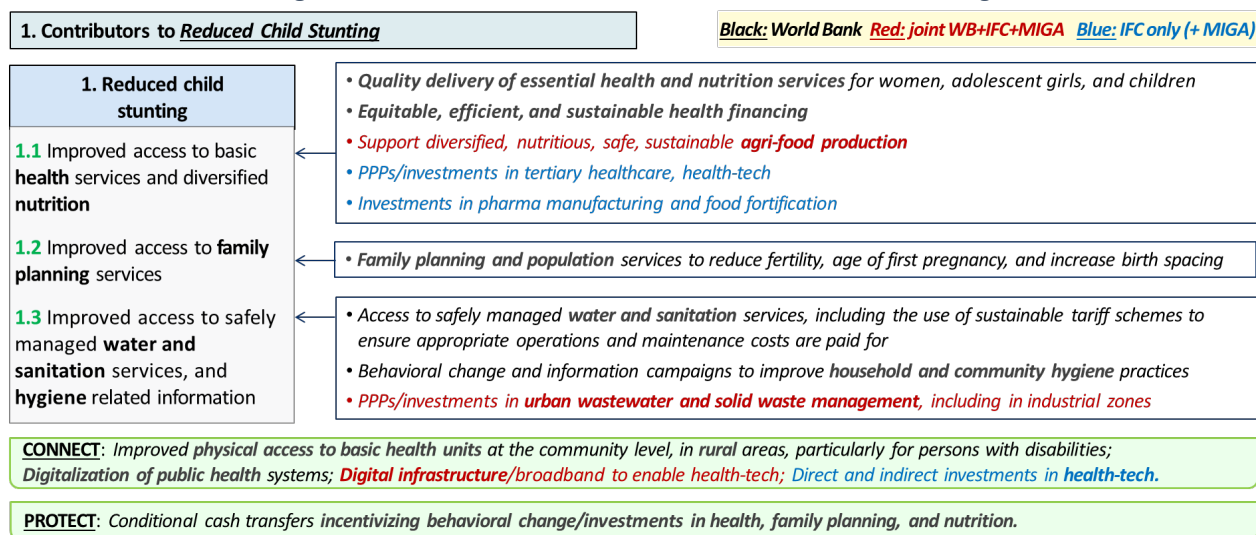 1. Contributors to Reduced Child Stunting
Black: World Bank Red: joint WB+IFC+MIGA Blue: IFC only (+ MIGA)
1. Reduced child
stunting
1.1 Improved access to basic
health services and diversified
nutrition
• Quality delivery of essential health and nutrition services for women, adolescent girls, and children
• Equitable, efficient, and sustainable health financing
• Support diversified, nutritious, safe, sustainable agri-food production
• PPPs/investments in tertiary healthcare, health-tech
• Investments in pharma manufacturing and food fortification
1.2 Improved access to family
planning services
• Family planning and population services to reduce fertility, age of first pregnancy, and increase birth spacing
1.3 Improved access to safely
managed water and
sanitation services, and
hygiene related information
• Access to safely managed water and sanitation services, including the use of sustainable tariff schemes to
ensure appropriate operations and maintenance costs are paid for
• Behavioral change and information campaigns to improve household and community hygiene practices
• PPPs/investments in urban wastewater and solid waste management, including in industrial zones
CONNECT: Improved physical access to basic health units at the community level, in rural areas, particularly for persons with disabilities;
Digitalization of public health systems; Digital infrastructure/broadband to enable health-tech; Direct and indirect investments in health-tech.
PROTECT: Conditional cash transfers incentivizing behavioral change/investments in health, family planning, and nutrition.